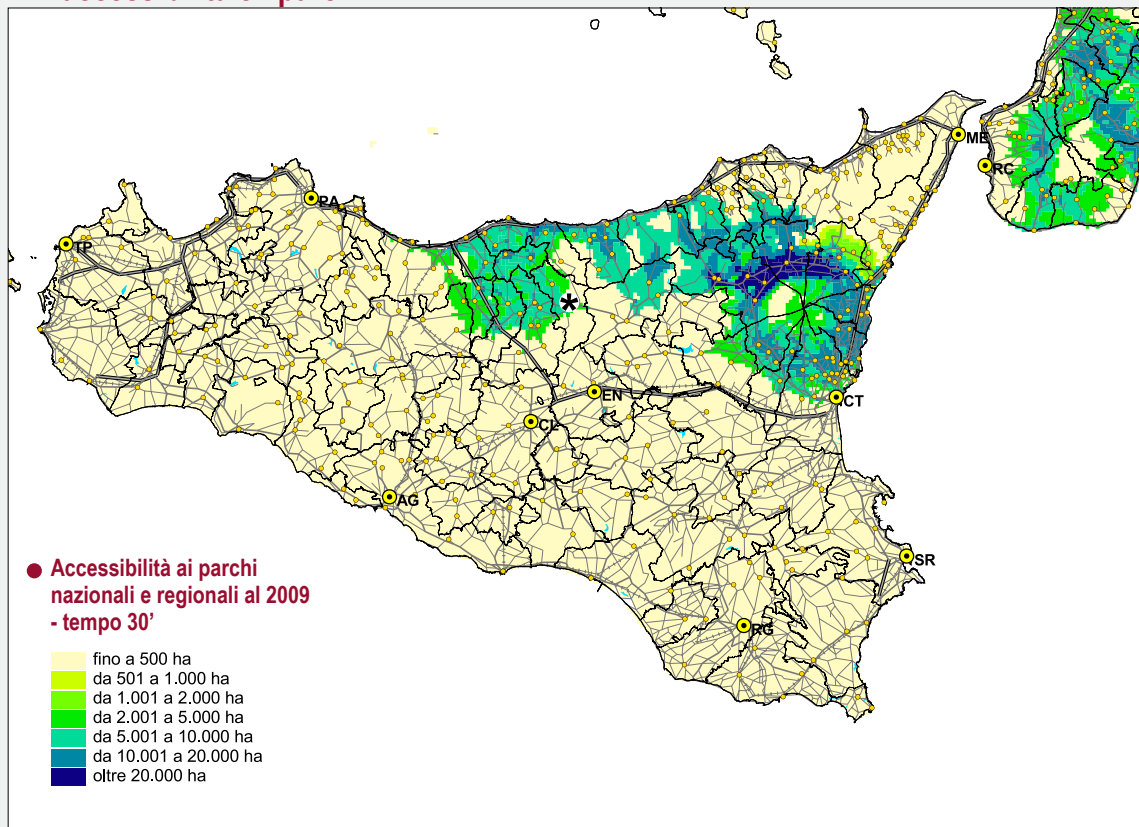 ME
RC
PA
TP
*
EN
CT
CL
AG
SR
RG
Accessibilità ai parchi
nazionali e regionali al 2009
- tempo 30’
fino a 500 ha
da 501 a 1.000 ha
da 1.001 a 2.000 ha
da 2.001 a 5.000 ha
da 5.001 a 10.000 ha
da 10.001 a 20.000 ha
oltre 20.000 ha